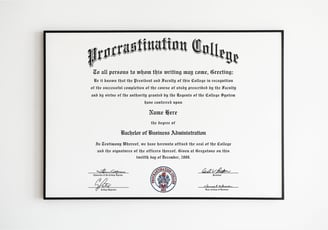 Procrastination College
To all persons to whom this writing may come, Greeting:
Be it known that the President and Faculty of this College in recognition
of the successful completion of the course of study prescribed by the Faculty
and by virtue of the authority granted by the Regents of the College System
have conferred upon
Name Here
the degree of
Bachelor of Business Administration
In Testimony Whereof, we have hereunto affixed the seal of the College
and the signatures of the officers thereof. Given at Georgetown on this
twelfth day of December, 2008.